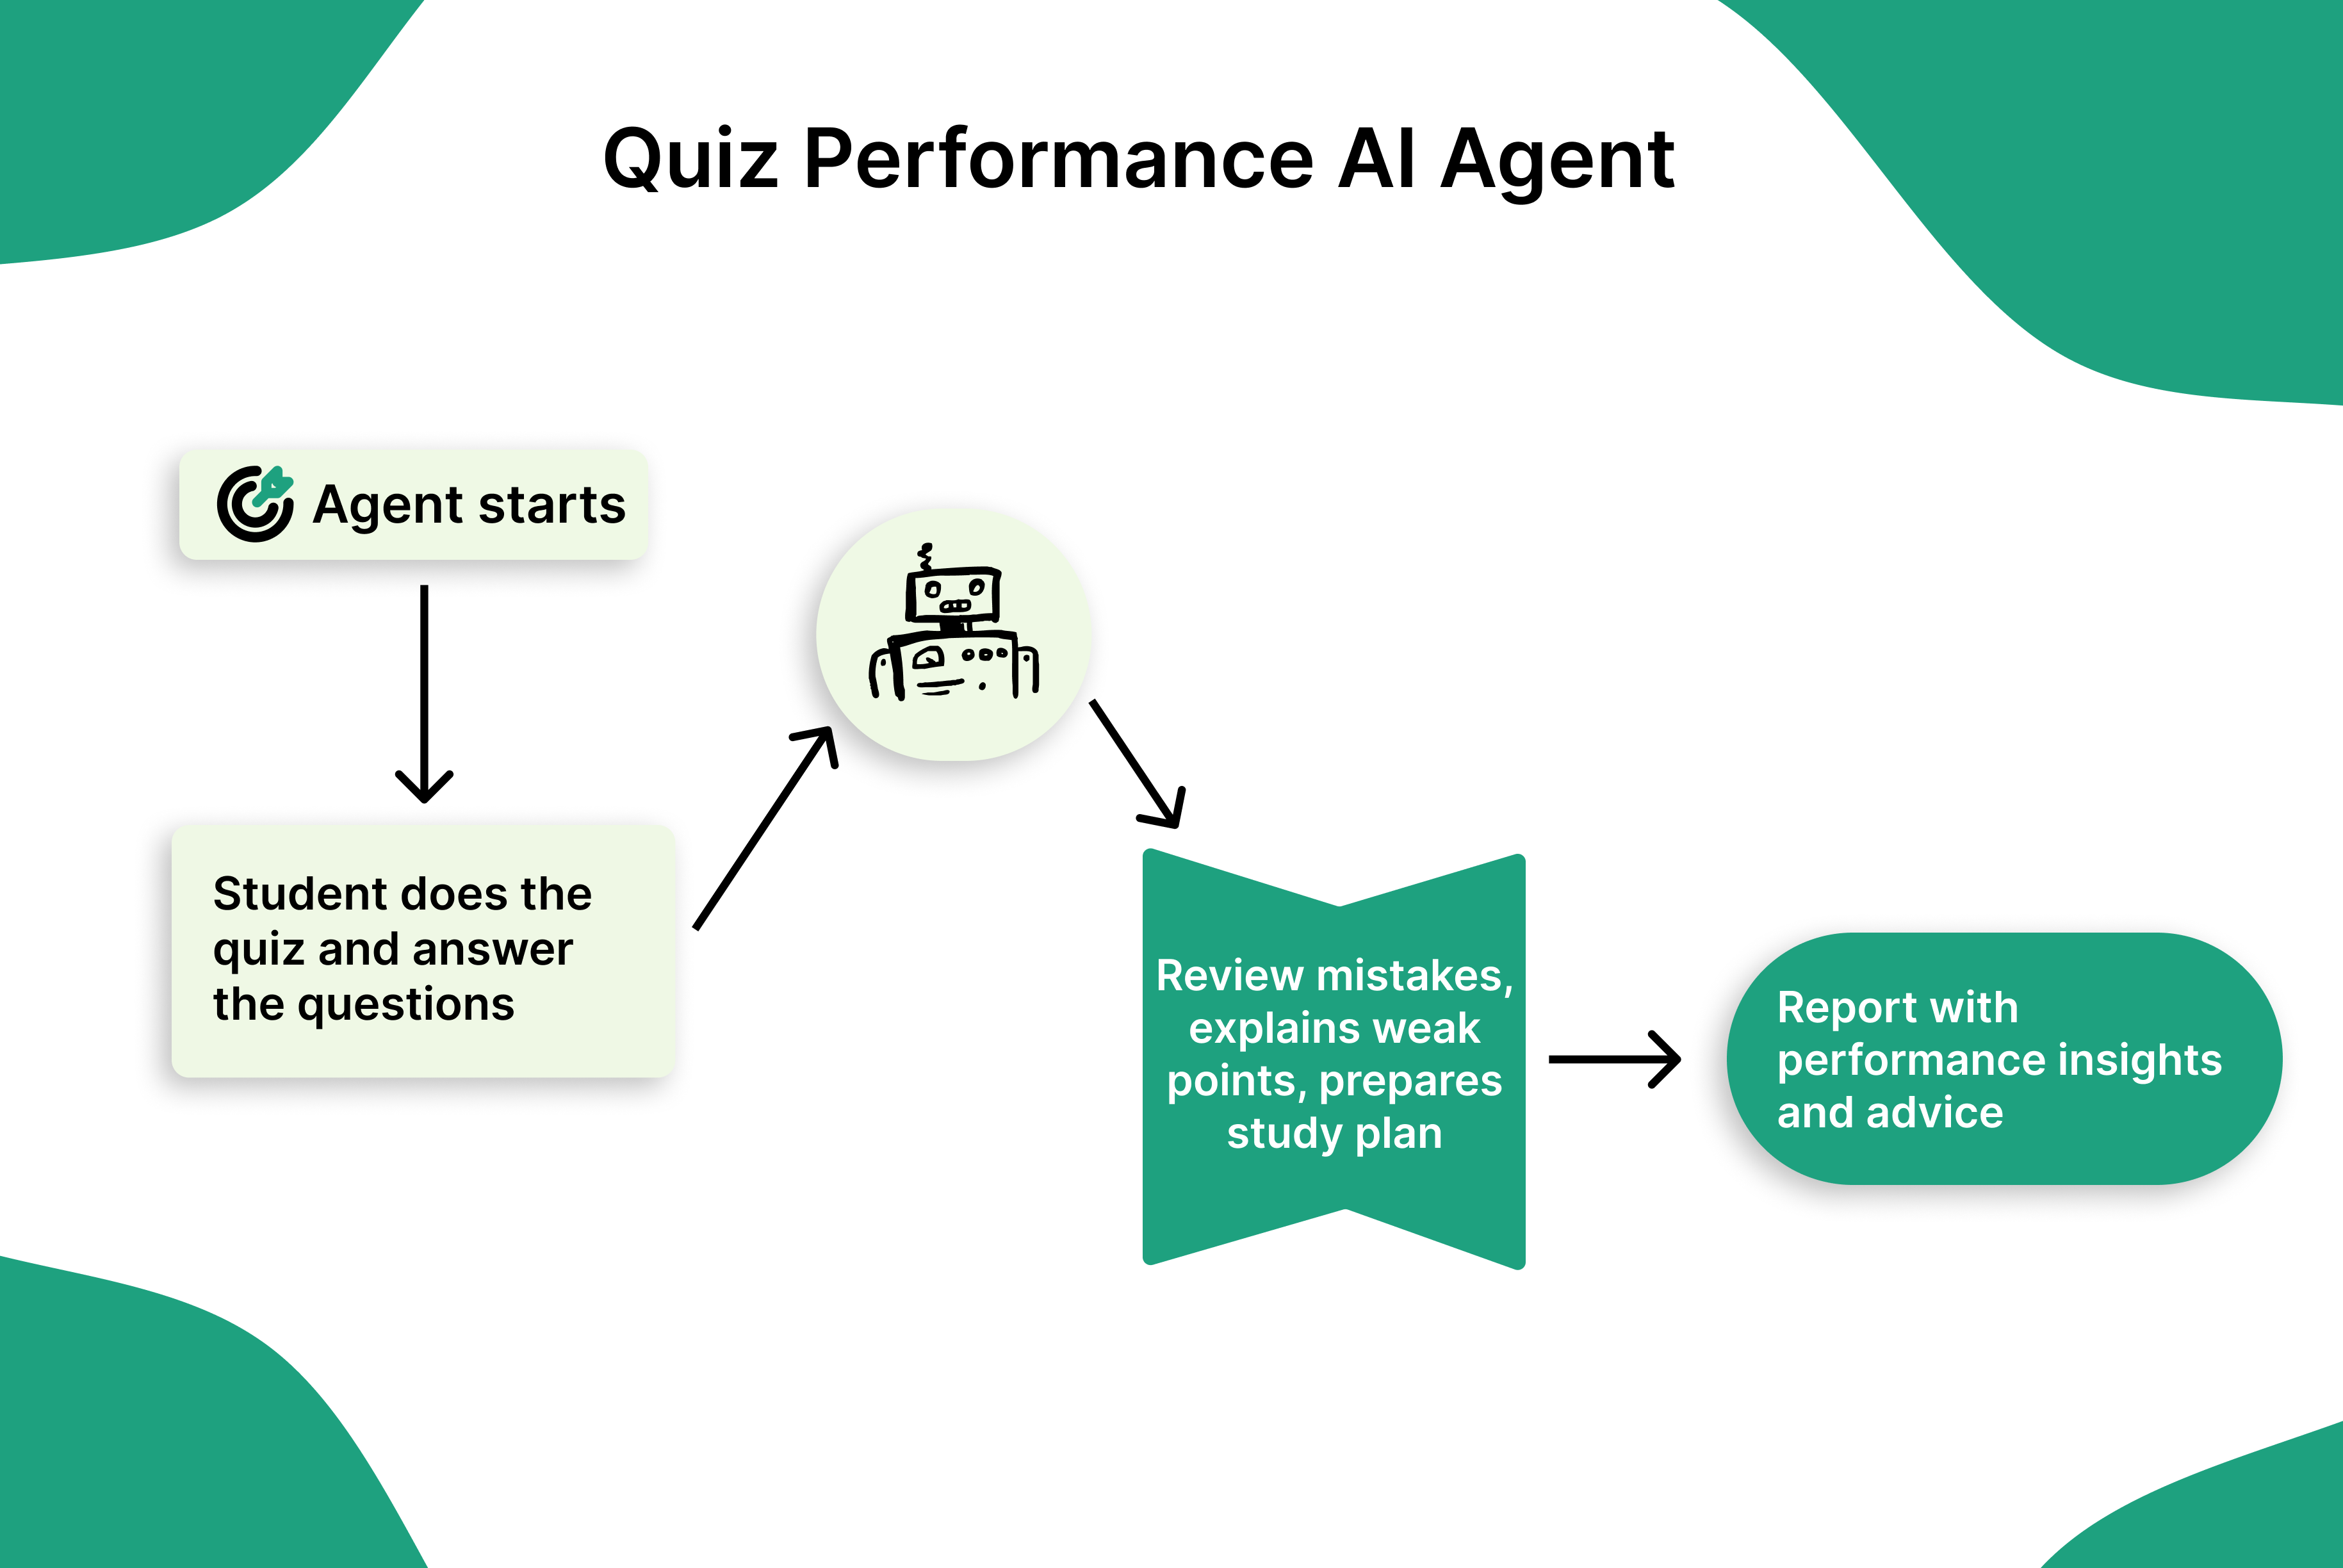 Quiz Performance AI Agent
Agent starts
Student does the
quiz and answer
the questions
Review mistakes,
explains weak
points, prepares
study plan
Report with
performance insights
and advice